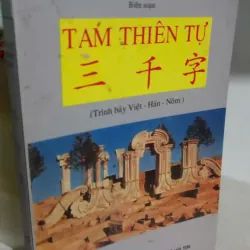 Biên soạn
TAM THIÊN TỰ
三千字
(Trình bày Việt - Hán - Nôm)